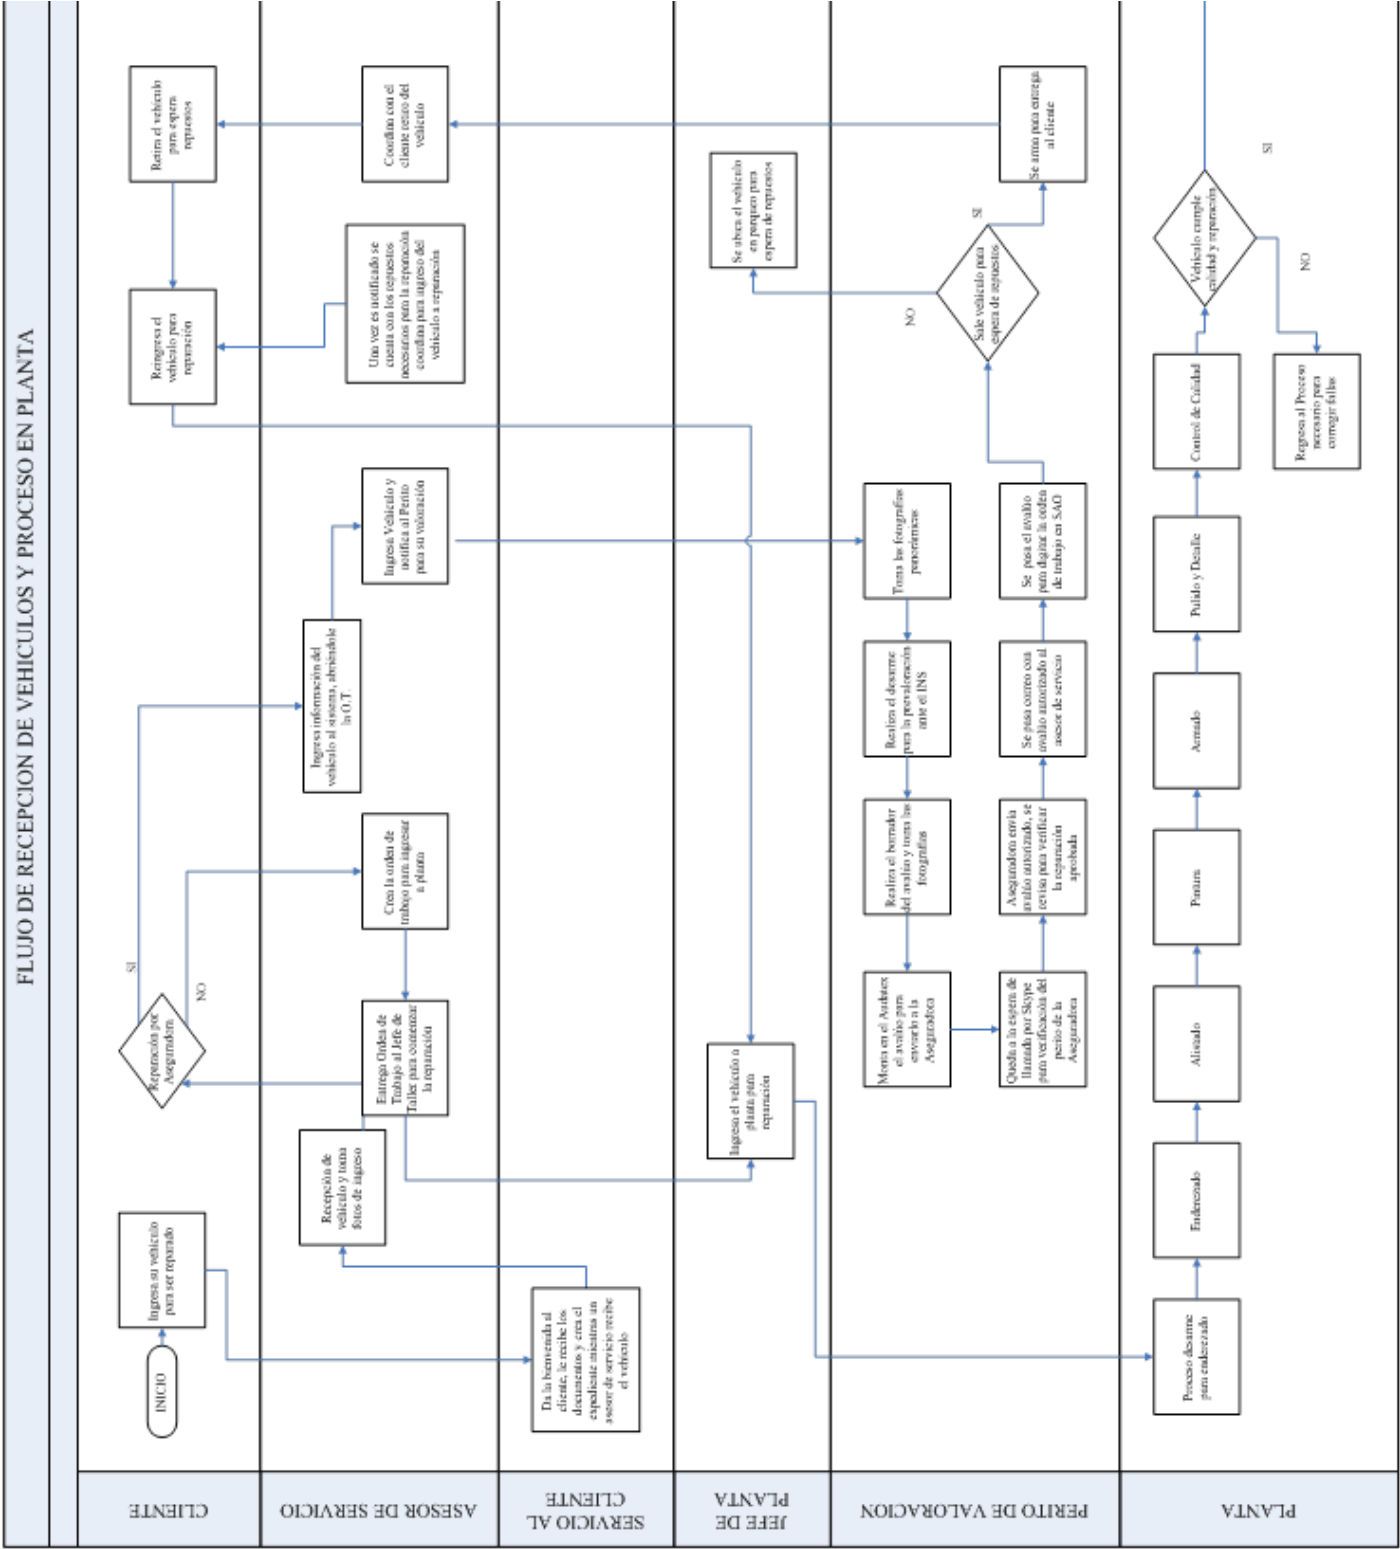 FLUJO DE RECEPCION DE VEHICULOS Y PROCESO EN PLANTA
CLIENTE
INICIO
Ingresa su vehículo
para ser reparado
Reparación por
Aseguradora
SI
NO
Reingresa el
vehículo para
reparación
Retira el vehículo
para espera
repuestos
ASESOR DE SERVICIO
Recepción de
vehículo y toma
fotos de ingreso
Entrega Orden de
Trabajo al Jefe de
Taller para comenzar
la reparación
Crea la orden de
trabajo para ingresar
a planta
Ingresa información del
vehículo al sistema, abriéndole
la O.T.
Ingresa Vehículo y
notifica al Perito
para su valoración
Una vez es notificado se
cuenta con los repuestos
necesarios para la reparación
coordina para ingreso del
vehículo a reparación
Coordina con el
cliente retiro del
vehículo
SERVICIO AL
CLIENTE
Da la bienvenida al
cliente, le recibe los
documentos y crea el
expediente mientras un
asesor de servicio recibe
el vehículo
JEFE DE
PLANTA
Ingresa el vehículo a
planta para
reparación
Se ubica el vehículo
en parqueo para
espera de repuestos
PERITO DE VALORACION
Toma las fotografías
panorámicas
Realiza el desarme
para la prevaloración
ante el INS
Realiza el borrador
del avalúo y toma las
fotografías
Monta en el Audatex
el avalúo para
enviarlo a la
Aseguradora
Queda a la espera de
llamada por Skype
para verificación del
perito de la
Aseguradora
Aseguradora envía
avalúo autorizado, se
revisa para verificar
la reparación
aprobada
Se pasa correo con
avalúo autorizado al
asesor de servicio
Se pasa el avalúo
para digitar la orden
de trabajo en SAO
Sale vehículo para
espera de repuestos
NO
SI
Se arma para entrega
al cliente
PLANTA
Proceso desarme
para enderezado
Enderezado
Alistado
Pintura
Armado
Pulido y Detalle
Control de Calidad
Vehículo cumple
calidad y reparación
SI
NO
Regresa al Proceso
necesario para
corregir fallas